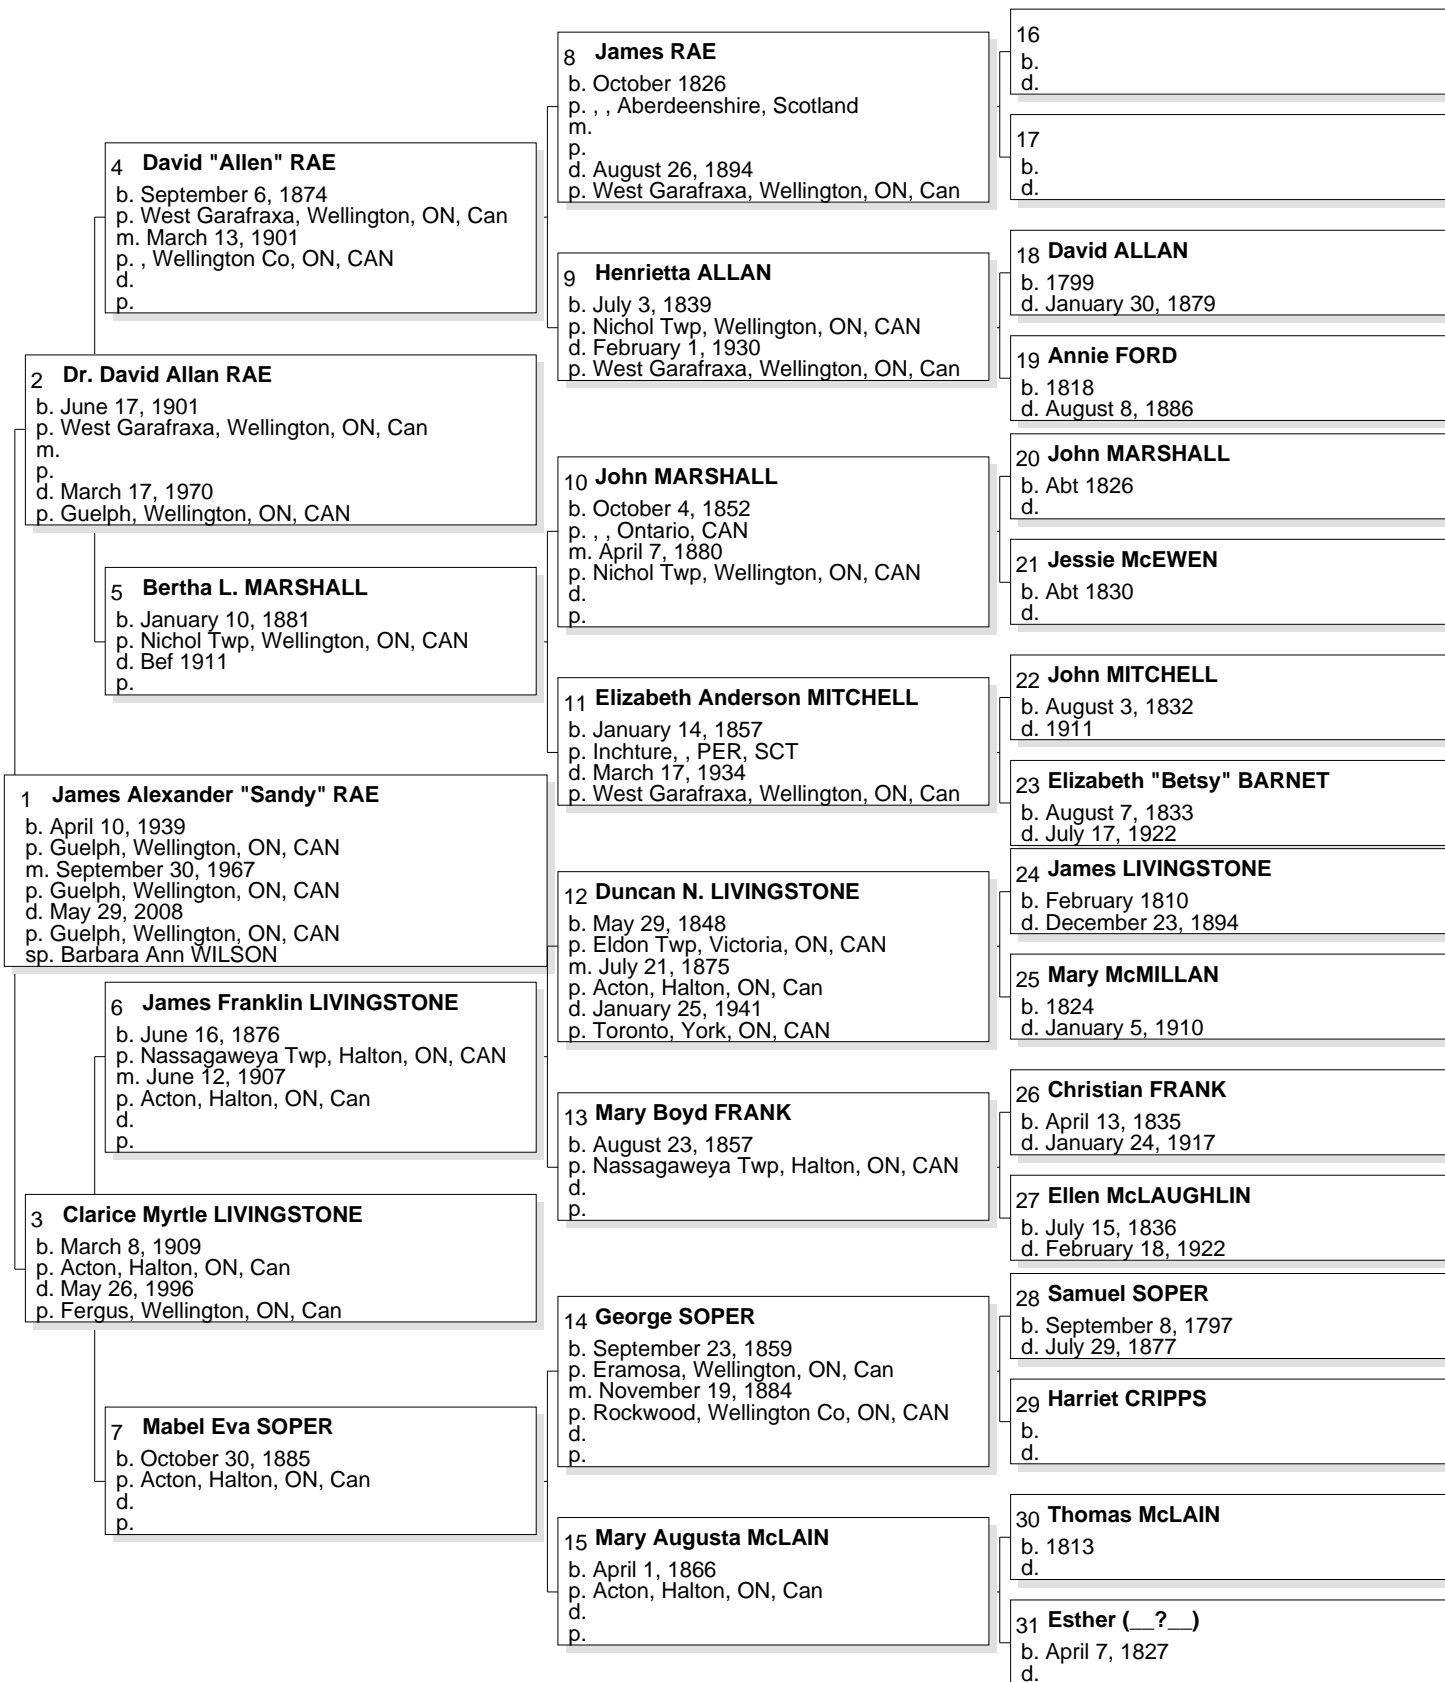 1 James Alexander "Sandy" RAE
b. April 10, 1939
p. Guelph, Wellington, ON, CAN
m. September 30, 1967
p. Guelph, Wellington, ON, CAN
d. May 29, 2008
p. Guelph, Wellington, ON, CAN
sp. Barbara Ann WILSON
2 Dr. David Allan RAE
b. June 17, 1901
p. West Garafraxa, Wellington, ON, Can
m.
p.
d. March 17, 1970
p. Guelph, Wellington, ON, CAN
3 Clarice Myrtle LIVINGSTONE
b. March 8, 1909
p. Acton, Halton, ON, Can
d. May 26, 1996
p. Fergus, Wellington, ON, Can
4 David "Allen" RAE
b. September 6, 1874
p. West Garafraxa, Wellington, ON, Can
m. March 13, 1901
p. , Wellington Co, ON, CAN
d.
p.
5 Bertha L. MARSHALL
b. January 10, 1881
p. Nichol Twp, Wellington, ON, CAN
d. Bef 1911
p.
6 James Franklin LIVINGSTONE
b. June 16, 1876
p. Nassagaweya Twp, Halton, ON, CAN
m. June 12, 1907
p. Acton, Halton, ON, Can
d.
p.
7 Mabel Eva SOPER
b. October 30, 1885
p. Acton, Halton, ON, Can
d.
p.
8 James RAE
b. October 1826
p. , , Aberdeenshire, Scotland
m.
p.
d. August 26, 1894
p. West Garafraxa, Wellington, ON, Can
9 Henrietta ALLAN
b. July 3, 1839
p. Nichol Twp, Wellington, ON, CAN
d. February 1, 1930
p. West Garafraxa, Wellington, ON, Can
10 John MARSHALL
b. October 4, 1852
p. , , Ontario, CAN
m. April 7, 1880
p. Nichol Twp, Wellington, ON, CAN
d.
p.
11 Elizabeth Anderson MITCHELL
b. January 14, 1857
p. Inchture, , PER, SCT
d. March 17, 1934
p. West Garafraxa, Wellington, ON, Can
12 Duncan N. LIVINGSTONE
b. May 29, 1848
p. Eldon Twp, Victoria, ON, CAN
m. July 21, 1875
p. Acton, Halton, ON, Can
d. January 25, 1941
p. Toronto, York, ON, CAN
13 Mary Boyd FRANK
b. August 23, 1857
p. Nassagaweya Twp, Halton, ON, CAN
d.
p.
14 George SOPER
b. September 23, 1859
p. Eramosa, Wellington, ON, Can
m. November 19, 1884
p. Rockwood, Wellington Co, ON, CAN
d.
p.
15 Mary Augusta McLAIN
b. April 1, 1866
p. Acton, Halton, ON, Can
d.
p.
16
b.
d.
17
b.
d.
18 David ALLAN
b. 1799
d. January 30, 1879
19 Annie FORD
b. 1818
d. August 8, 1886
20 John MARSHALL
b. Abt 1826
d.
21 Jessie McEWEN
b. Abt 1830
d.
22 John MITCHELL
b. August 3, 1832
d. 1911
23 Elizabeth "Betsy" BARNET
b. August 7, 1833
d. July 17, 1922
24 James LIVINGSTONE
b. February 1810
d. December 23, 1894
25 Mary McMILLAN
b. 1824
d. January 5, 1910
26 Christian FRANK
b. April 13, 1835
d. January 24, 1917
27 Ellen McLAUGHLIN
b. July 15, 1836
d. February 18, 1922
28 Samuel SOPER
b. September 8, 1797
d. July 29, 1877
29 Harriet CRIPPS
b.
d.
30 Thomas McLAIN
b. 1813
d.
31 Esther (__?__)
b. April 7, 1827
d.